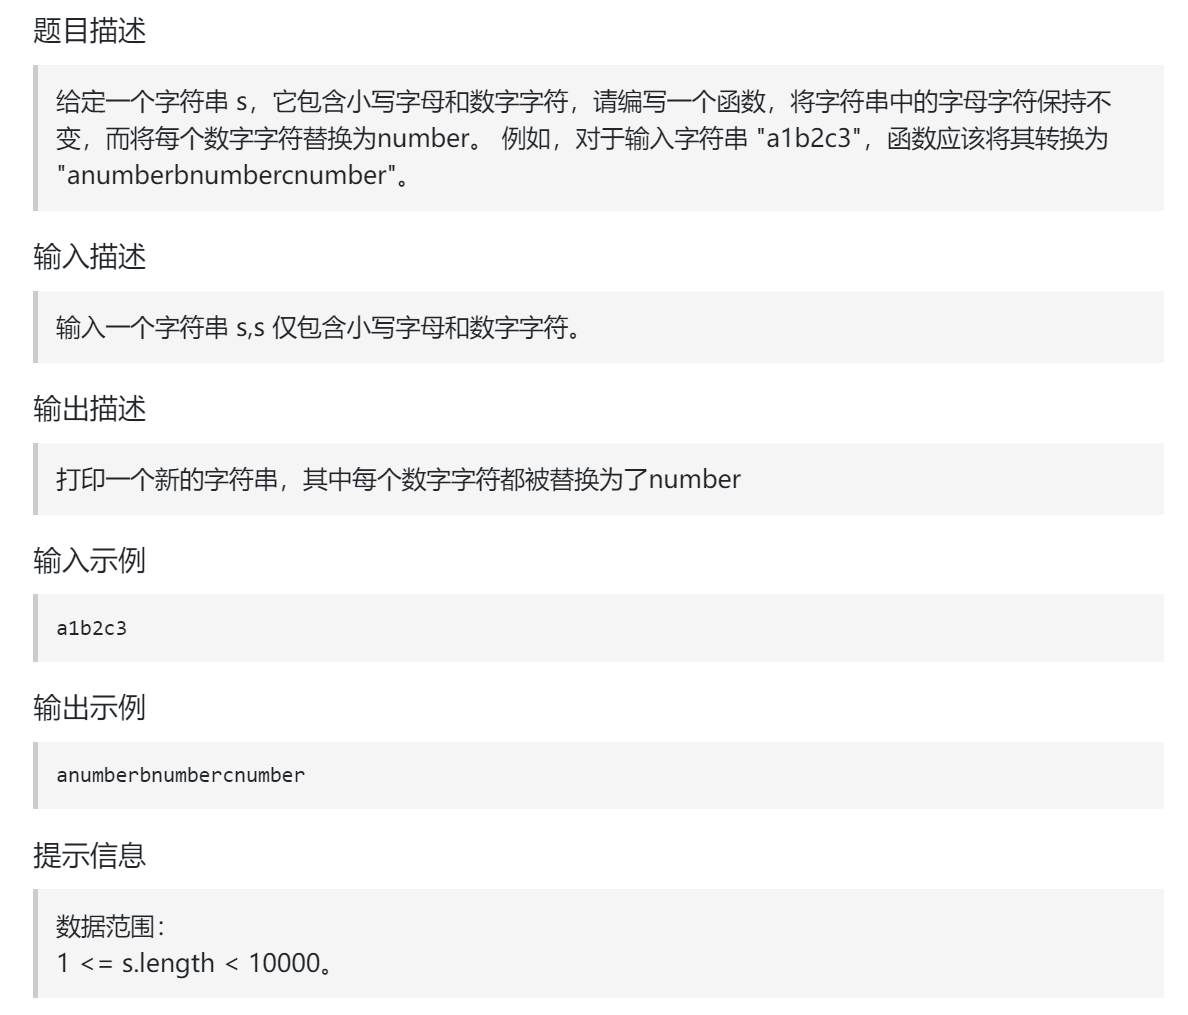 题目描述
给定一个字符串 s，它包含小写字母和数字字符，请编写一个函数，将字符串中的字母字符保持不
变，而将每个数字字符替换为number。 例如，对于输入字符串 "a1b2c3"，函数应该将其转换为
"anumberbnumbercnumber"。
输入描述
输入一个字符串 s,s 仅包含小写字母和数字字符。
输出描述
打印一个新的字符串，其中每个数字字符都被替换为了number
输入示例
a1b2c3
输出示例
anumberbnumbercnumber
提示信息
数据范围：
1 <= s.length < 10000。